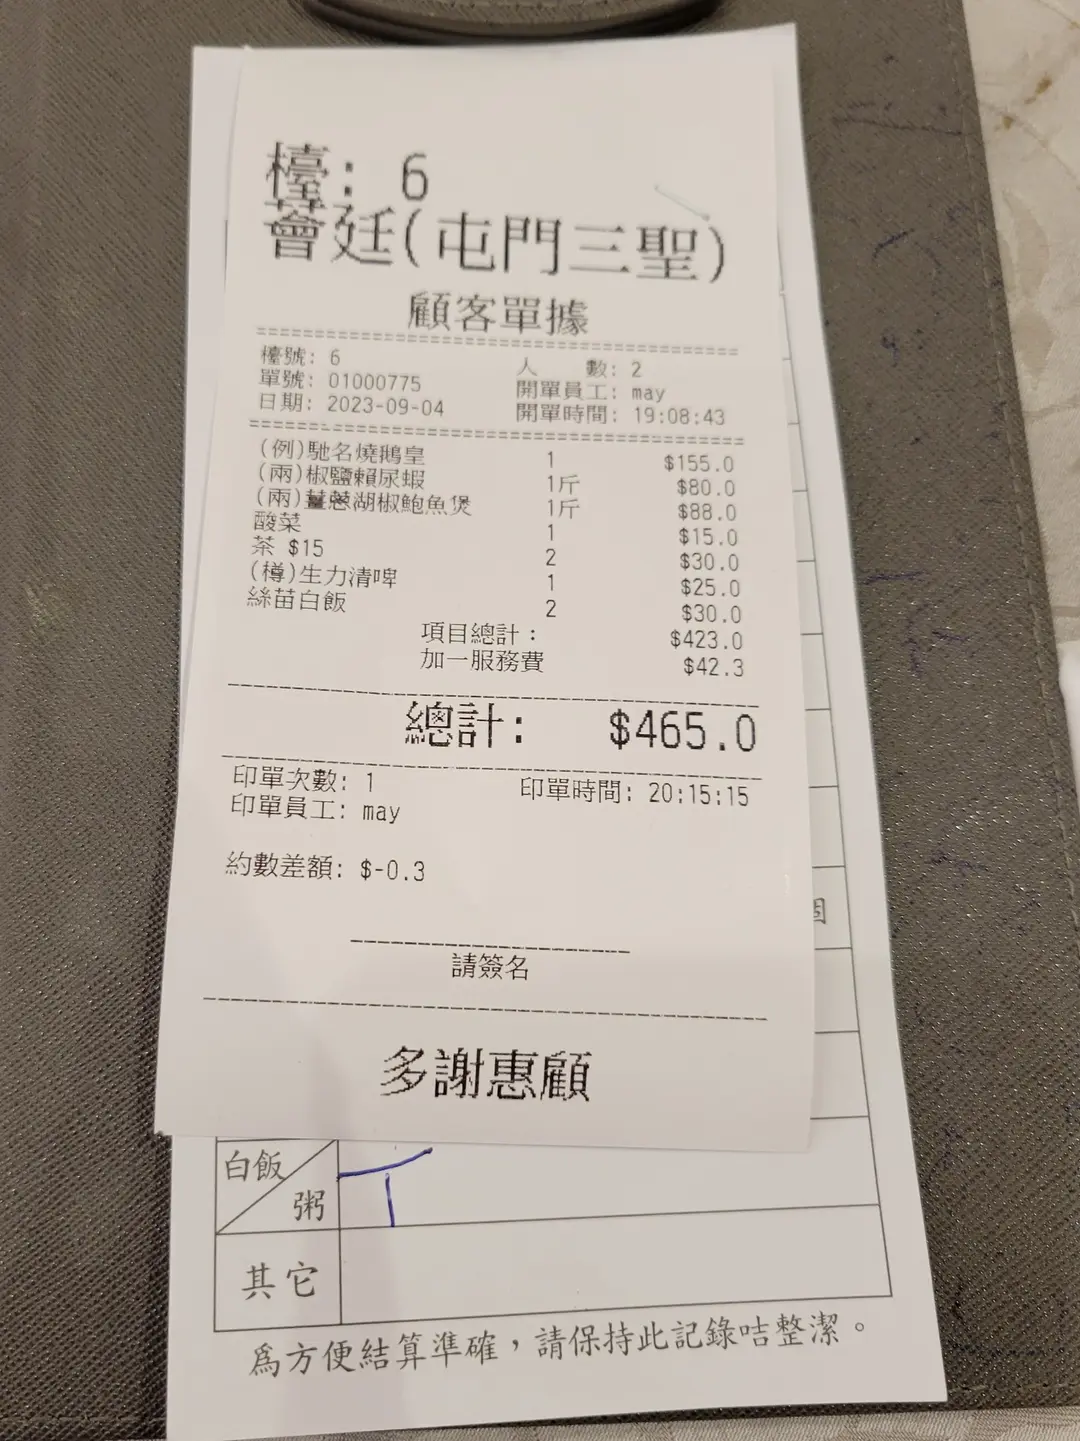 檯: 6
薈廷(屯門三聖)
顧客單據
檯號: 6 人 數: 2
單號: 01000775 開單員工: may
日期: 2023-09-04 開單時間: 19:08:43
(例)馳名燒鵝皇 1 $155.0
(兩)椒鹽賴尿蝦 1斤 $80.0
(兩)薑蔥湖椒鮑魚煲 1斤 $88.0
酸菜 1 $15.0
茶 $15 2 $30.0
(樽)生力清啤 1 $25.0
絲苗白飯 2 $30.0
項目總計: $423.0
加一服務費 $42.3
總計: $465.0
印單次數: 1 印單時間: 20:15:15
印單員工: may
約數差額: $-0.3
請簽名
多謝惠顧
白飯
粥
其它
為方便結算準確，請保持此記錄咭整潔。